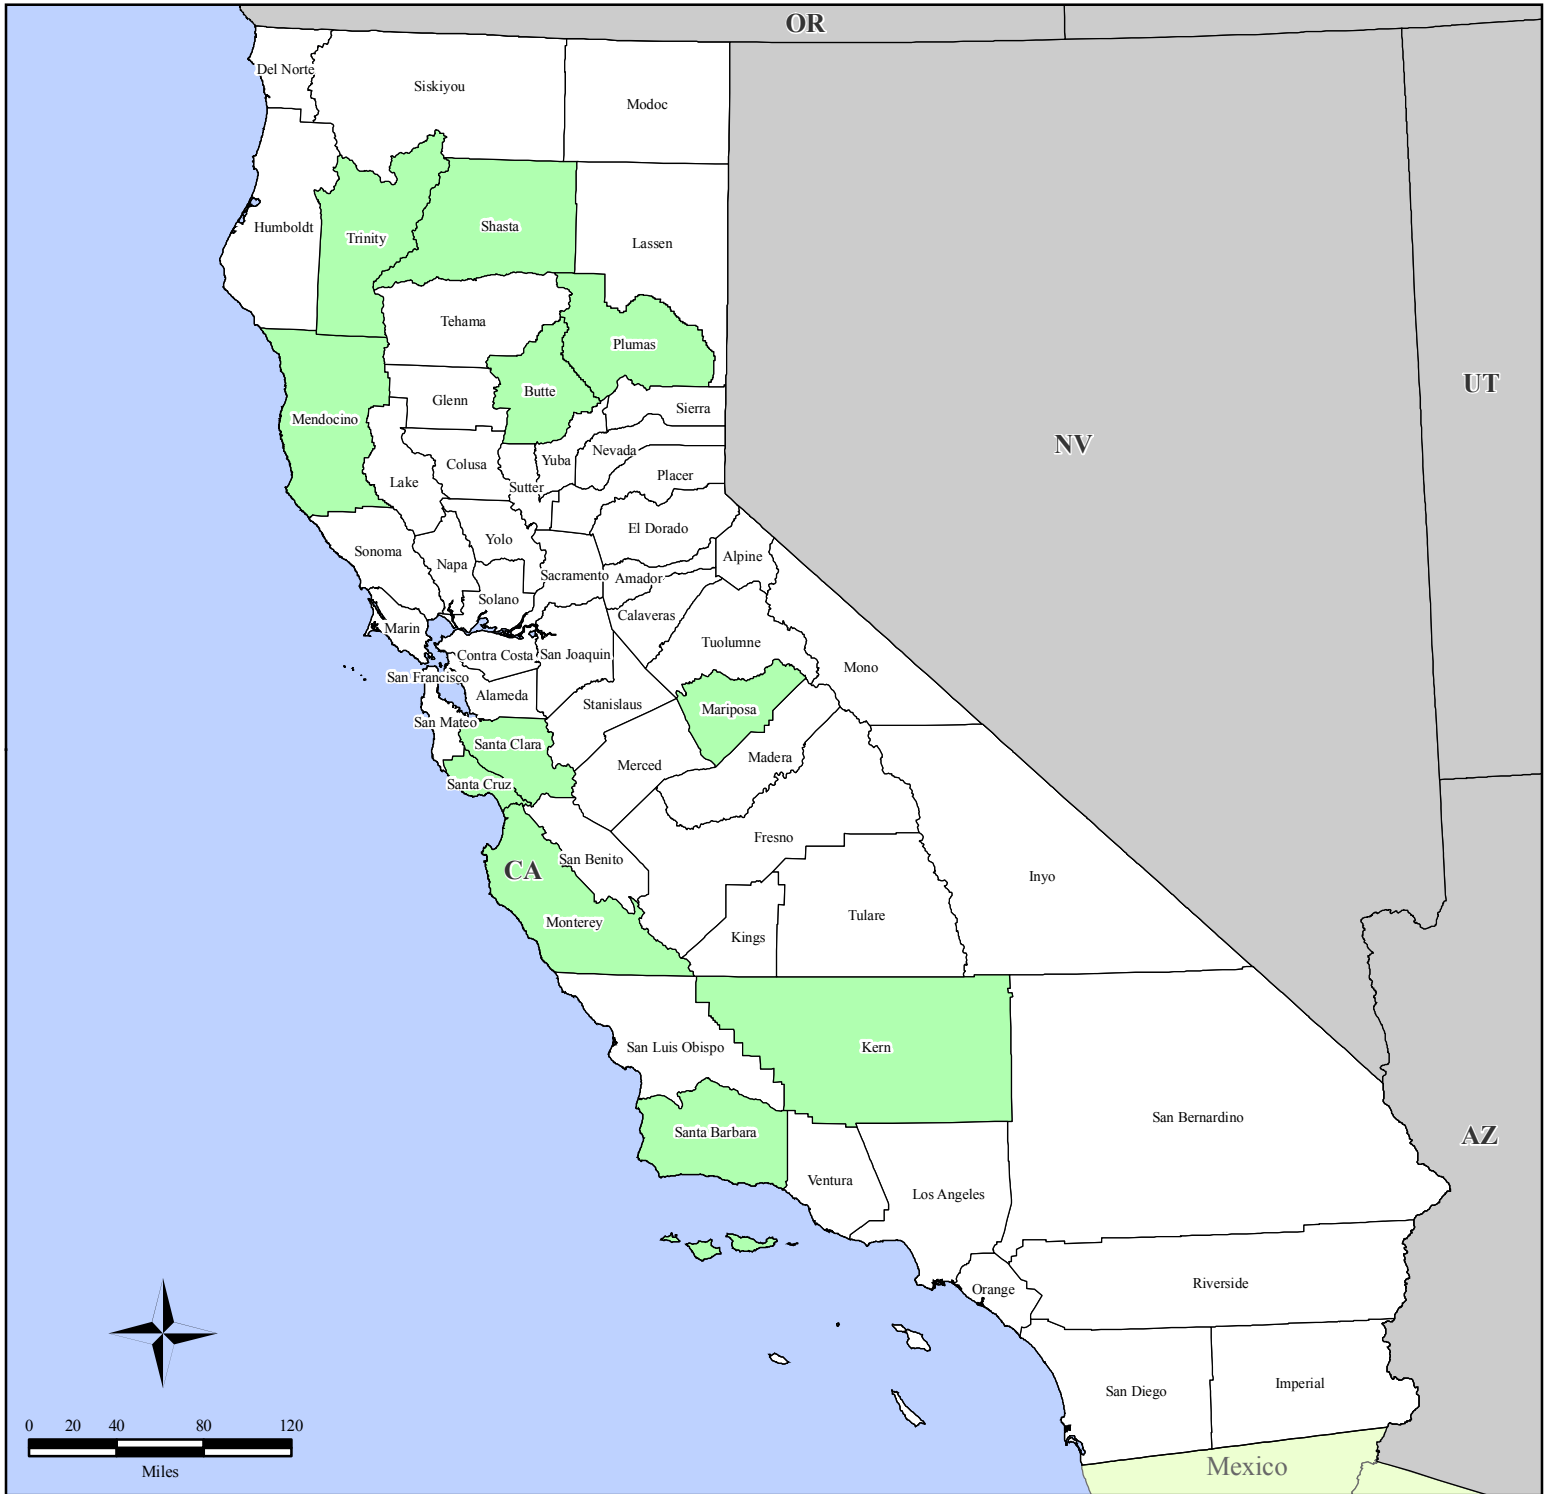 OR
Del Norte
Siskiyou
Modoc
Humboldt
Trinity
Shasta
Lassen
Tehama
Plumas
UT
Butte
Glenn
Sierra
Mendocino
NV
Nevada
Yuba
Colusa
Placer
Lake
Sutter
El Dorado
Yolo
Sonoma
Alpine
Napa
Sacramento
Amador
Solano
Calaveras
Marin
Tuolumne
Contra Costa
San Joaquin
Mono
San Francisco
Alameda
Stanislaus
Mariposa
San Mateo
Santa Clara
Madera
Merced
Santa Cruz
Fresno
San Benito
CA
Inyo
Tulare
Monterey
Kings
San Luis Obispo
Kern
San Bernardino
Santa Barbara
AZ
Ventura
Los Angeles
Riverside
Orange
Imperial
San Diego
0 20 40 80 120
Miles
Mexico